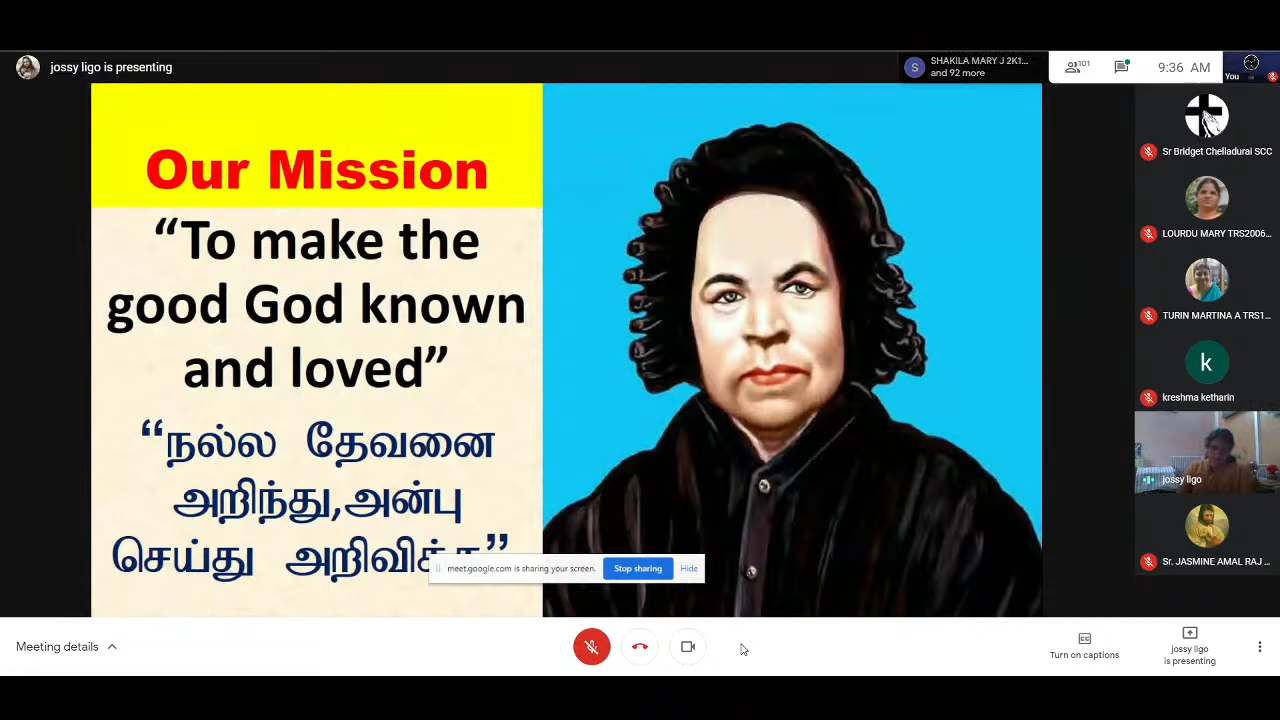 jossy ligo is presenting
SHAKILA MARY J 2K1...
and 92 more
101
9:36 AM
You
Our Mission
“To make the
good God known
and loved”
“நல்ல தேவனை
அறிந்து,அன்பு
செய்து
meet.google.com is sharing your screen.
Stop sharing
Hide
S
Sr Bridget Chelladurai SCC
LOURDU MARY TRS2006...
TURIN MARTINA A TRS1...
k
kreshma ketharin
jossy ligo
Sr. JASMINE AMAL RAJ ...
Meeting details
CC
Turn on captions
jossy ligo
is presenting